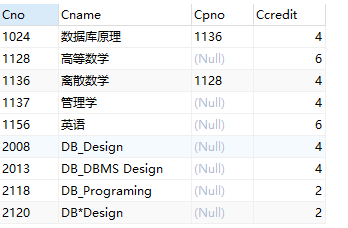 Cno Cname Cpno Ccredit
1024 数据库原理 1136 4
1128 高等数学 (Null) 6
1136 离散数学 1128 4
1137 管理学 (Null) 4
1156 英语 (Null) 6
2008 DB_Design (Null) 4
2013 DB_DBMS Design (Null) 4
2118 DB_Programing (Null) 2
2120 DB*Design (Null) 2